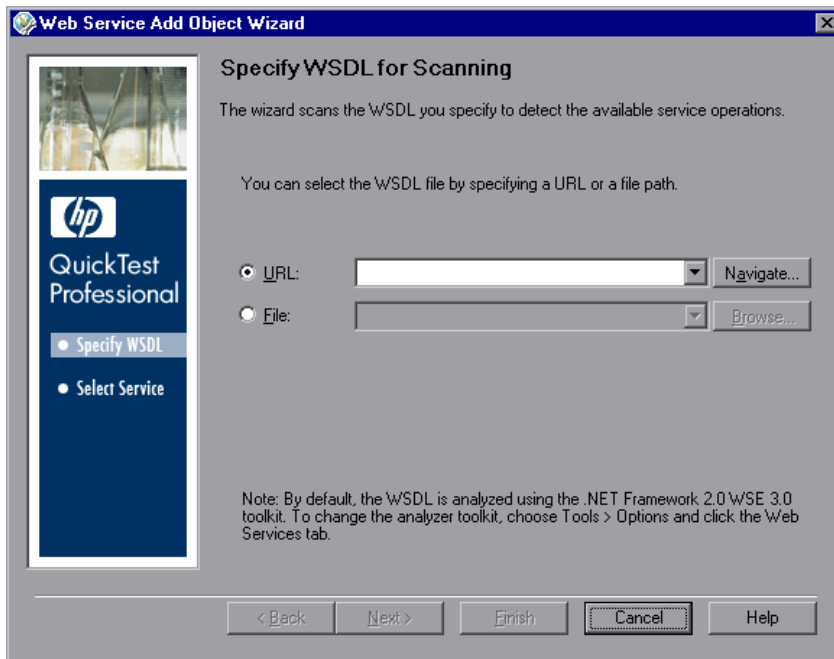 Web Service Add Object Wizard
Specify WSDL for Scanning
The wizard scans the WSDL you specify to detect the available service operations.
You can select the WSDL file by specifying a URL or a file path.
hp
QuickTest
Professional
Specify WSDL
Select Service
URL:
Navigate...
File:
Browse...
Note: By default, the WSDL is analyzed using the .NET Framework 2.0 WSE 3.0
toolkit. To change the analyzer toolkit, choose Tools > Options and click the Web
Services tab.
< Back
Next >
Finish
Cancel
Help